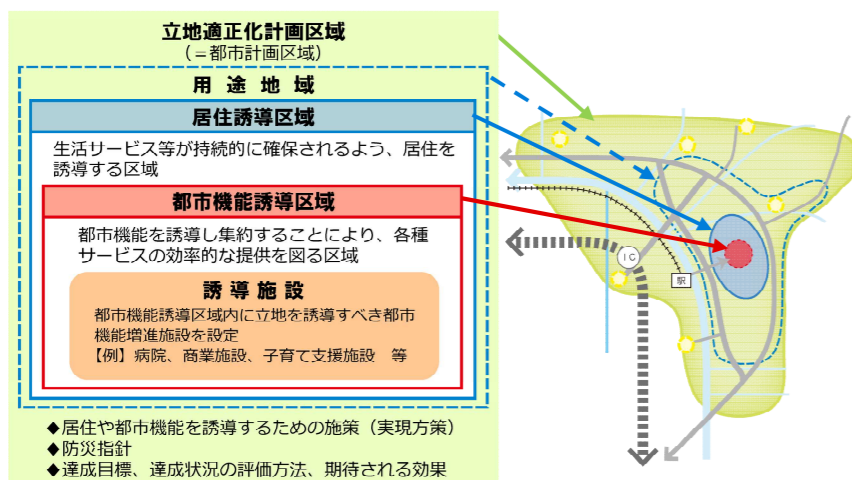 立地適正化計画区域
（＝都市計画区域）
用途地域
居住誘導区域
生活サービス等が持続的に確保されるよう、居住を
誘導する区域
都市機能誘導区域
都市機能を誘導し集約することにより、各種
サービスの効率的な提供を図る区域
誘導施設
都市機能誘導区域内に立地を誘導すべき都市
機能増進施設を設定
【例】病院、商業施設、子育て支援施設　等
◆居住や都市機能を誘導するための施策（実現方策）
◆防災指針
◆達成目標、達成状況の評価方法、期待される効果
ＩＣ
駅